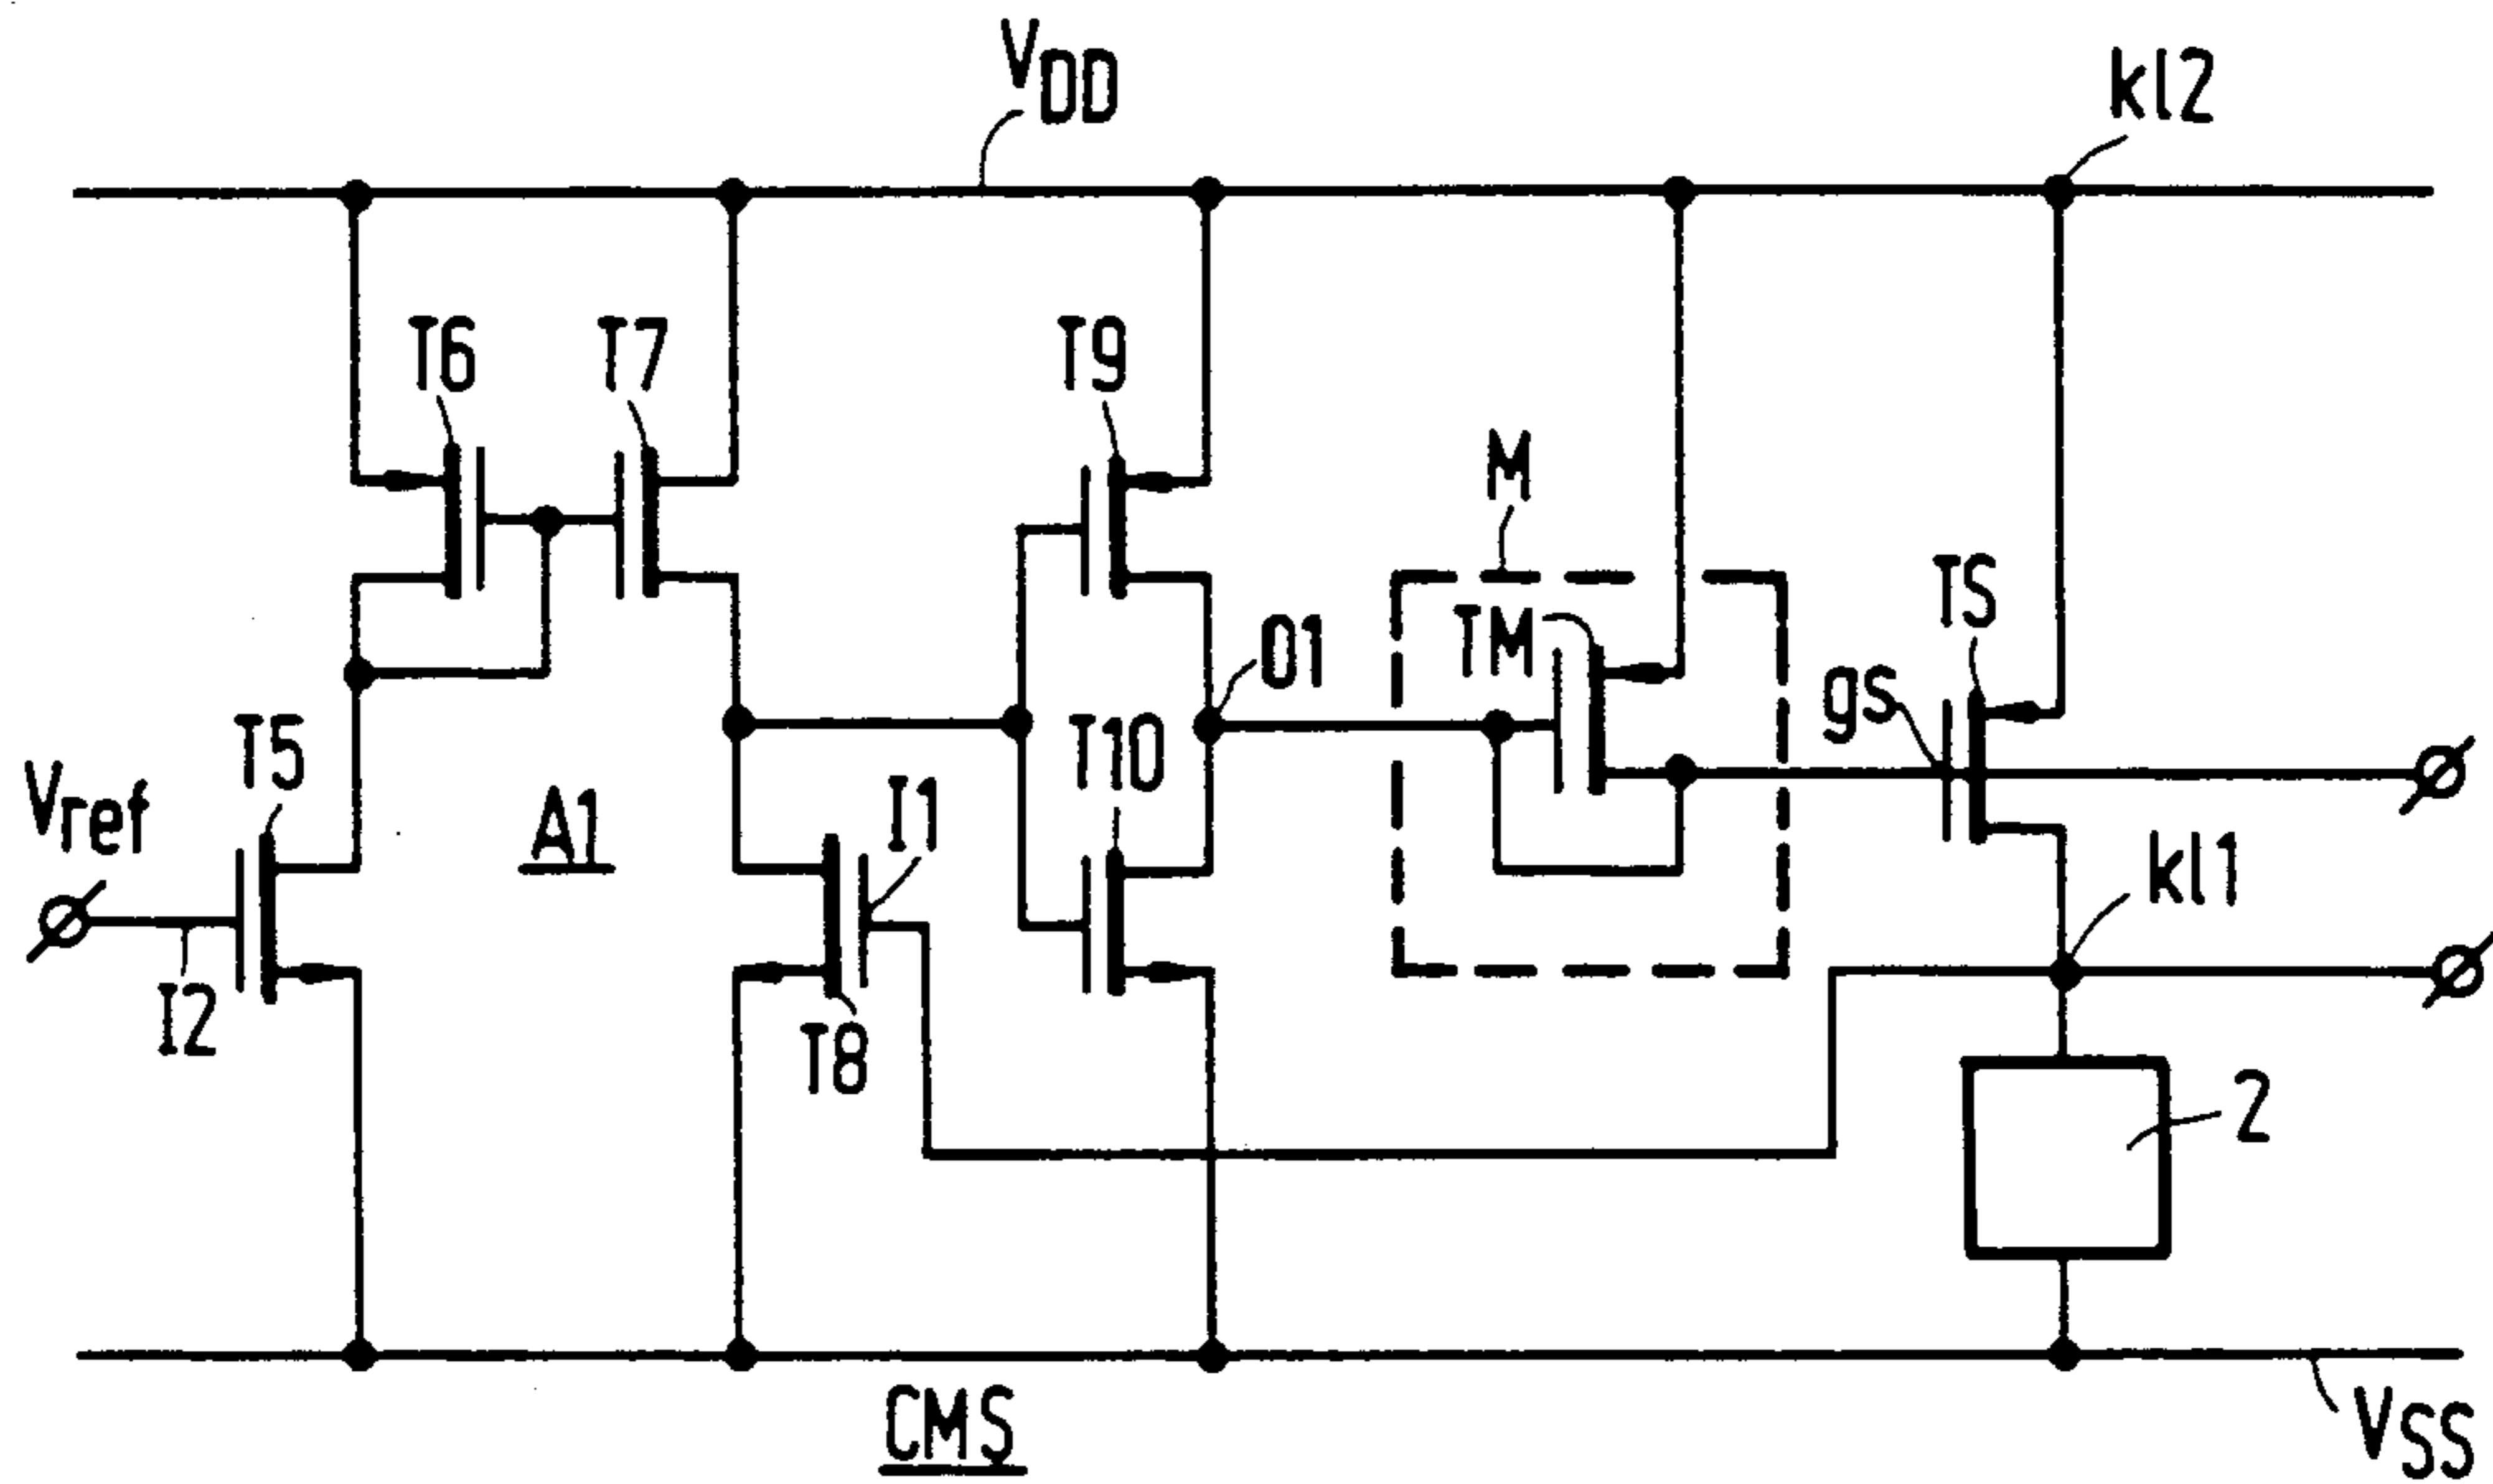 VDD
kl2
T6
T7
T9
M
TS
TM
O1
gs
T5
T10
Vref
A1
I1
kl1
I2
T8
2
CMS
VSS